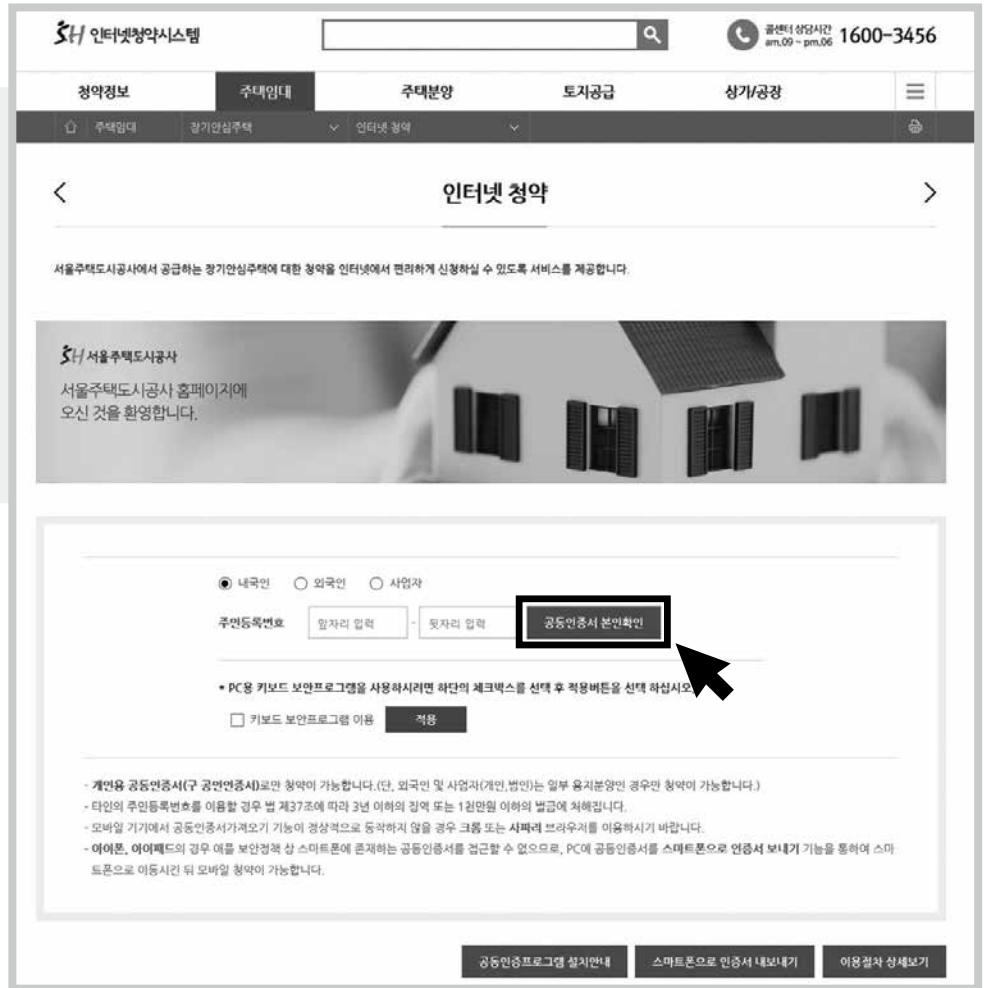 SH 인터넷청약시스템
콜센터 상담시간
am.09 ~ pm.06
1600-3456
청약정보 주택임대 주택분양 토지공급 상가/공장
주택임대 장기안심주택 인터넷 청약
인터넷 청약
서울주택도시공사에서 공급하는 장기안심주택에 대한 청약을 인터넷에서 편리하게 신청하실 수 있도록 서비스를 제공합니다.
SH 서울주택도시공사
서울주택도시공사 홈페이지에
오신 것을 환영합니다.
내국인 외국인 사업자
주민등록번호 앞자리 입력 - 뒷자리 입력 공동인증서 본인확인
* PC용 키보드 보안프로그램을 사용하시려면 하단의 체크박스를 선택 후 적용버튼을 선택 하십시오
키보드 보안프로그램 이용 적용
- 개인용 공동인증서(구 공인인증서)로만 청약이 가능합니다.(단, 외국인 및 사업자(개인,법인)는 일부 용지분양인 경우만 청약이 가능합니다.)
- 타인의 주민등록번호를 이용할 경우 법 제37조에 따라 3년 이하의 징역 또는 1천만원 이하의 벌금에 처해집니다.
- 모바일 기기에서 공동인증서가져오기 기능이 정상적으로 동작하지 않을 경우 크롬 또는 사파리 브라우저를 이용하시기 바랍니다.
- 아이폰, 아이패드의 경우 애플 보안정책 상 스마트폰에 존재하는 공동인증서를 접근할 수 없으므로, PC에 공동인증서를 스마트폰으로 인증서 보내기 기능을 통하여 스마
트폰으로 이동시킨 뒤 모바일 청약이 가능합니다.
공동인증프로그램 설치안내 스마트폰으로 인증서 내보내기 이용절차 상세보기